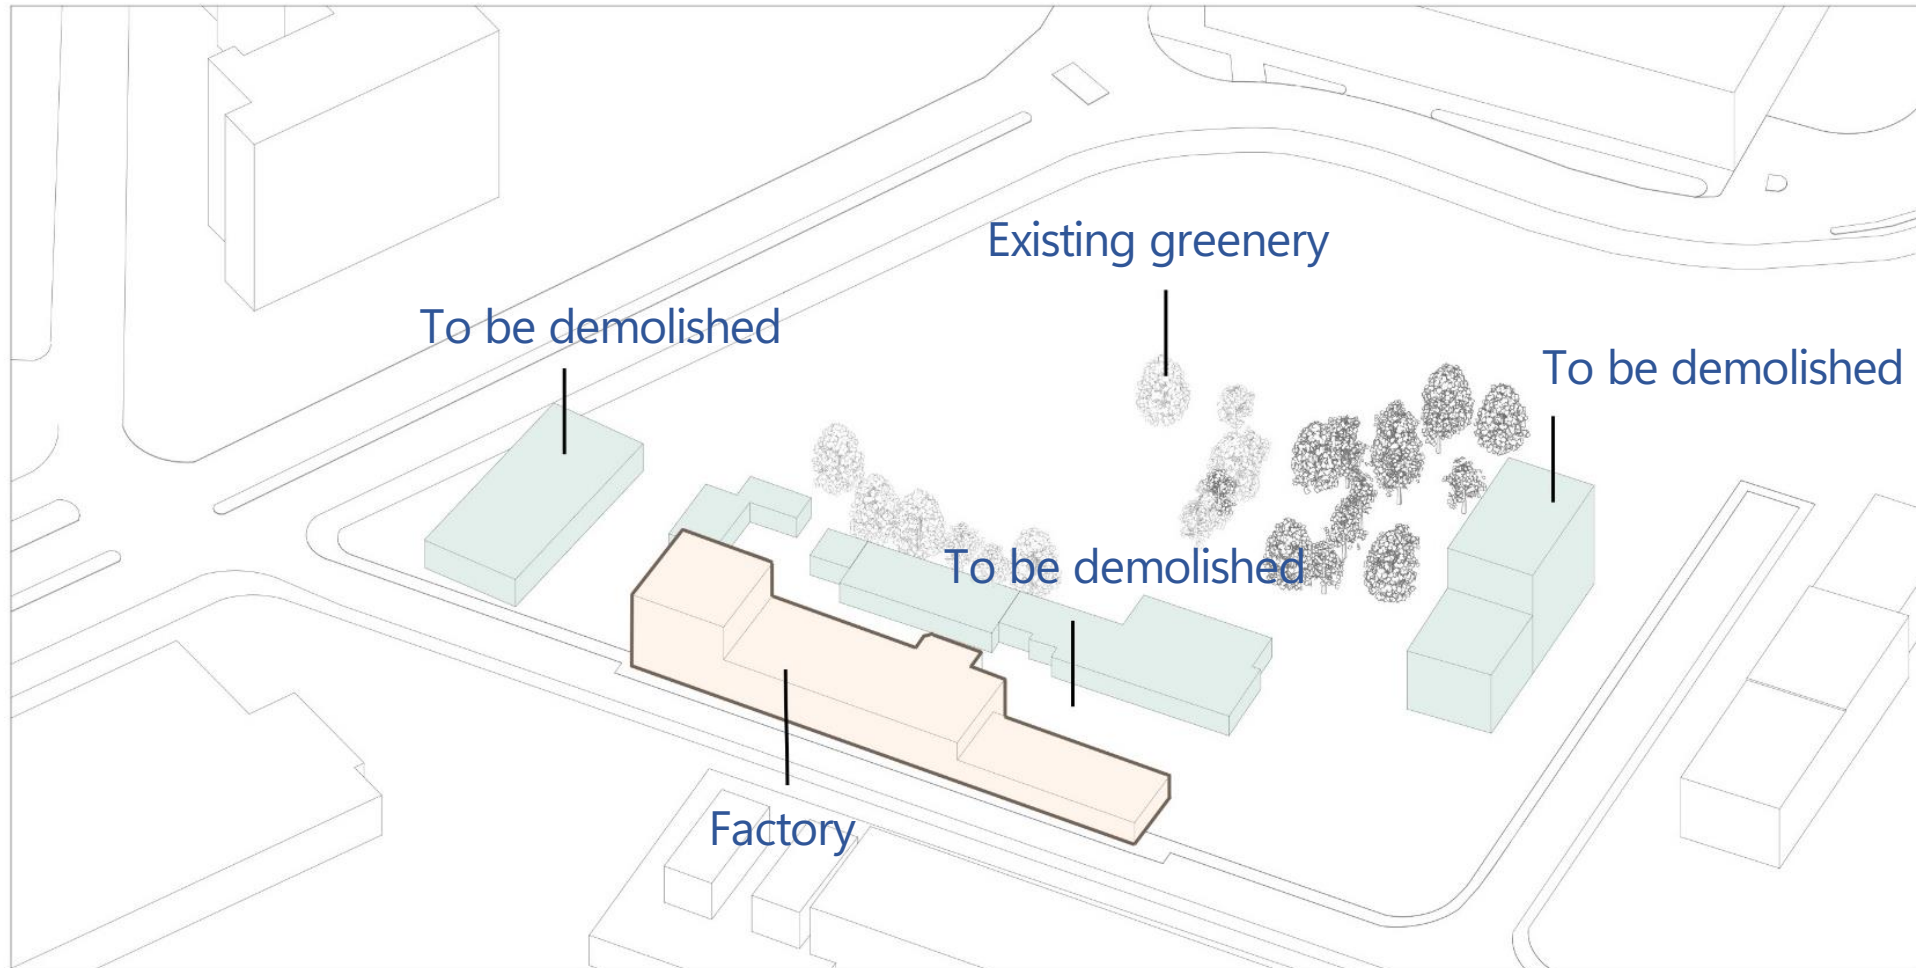 Existing greenery
To be demolished
To be demolished
To be demolished
Factory